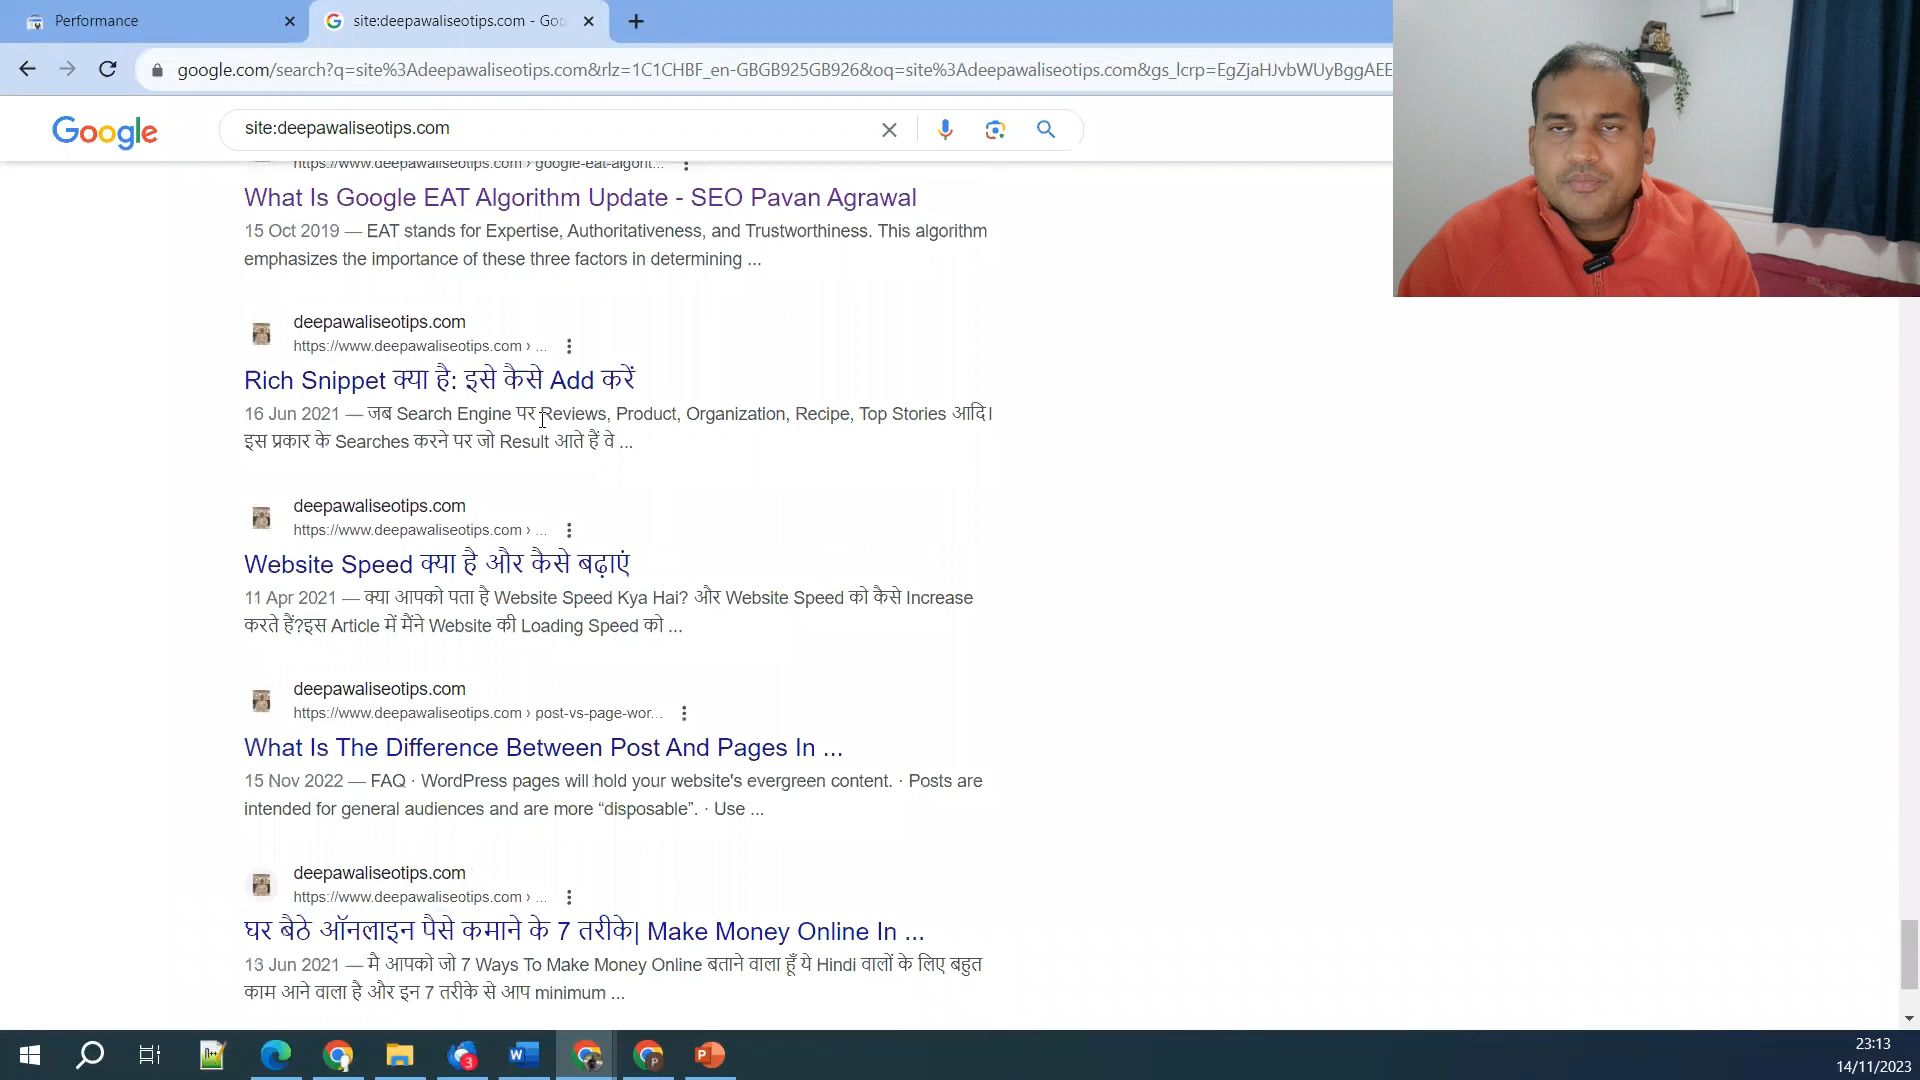 Performance
site:deepawaliseotips.com - Goo
google.com/search?q=site%3Adeepawaliseotips.com&rlz=1C1CHBF_en-GBGB925GB926&oq=site%3Adeepawaliseotips.com&gs_lcrp=EgZjaHJvbWUyBggAEE
Google
site:deepawaliseotips.com
https://www.deepawaliseotips.com › google-eat-algorit...
What Is Google EAT Algorithm Update - SEO Pavan Agrawal
15 Oct 2019 — EAT stands for Expertise, Authoritativeness, and Trustworthiness. This algorithm
emphasizes the importance of these three factors in determining ...
deepawaliseotips.com
https://www.deepawaliseotips.com › ...
Rich Snippet क्या है: इसे कैसे Add करें
16 Jun 2021 — जब Search Engine पर Reviews, Product, Organization, Recipe, Top Stories आदि।
इस प्रकार के Searches करने पर जो Result आते हैं वे ...
deepawaliseotips.com
https://www.deepawaliseotips.com › ...
Website Speed क्या है और कैसे बढ़ाएं
11 Apr 2021 — क्या आपको पता है Website Speed Kya Hai? और Website Speed को कैसे Increase
करते हैं?इस Article में मैंने Website की Loading Speed को ...
deepawaliseotips.com
https://www.deepawaliseotips.com › post-vs-page-wor...
What Is The Difference Between Post And Pages In ...
15 Nov 2022 — FAQ · WordPress pages will hold your website's evergreen content. · Posts are
intended for general audiences and are more “disposable”. · Use ...
deepawaliseotips.com
https://www.deepawaliseotips.com › ...
घर बैठे ऑनलाइन पैसे कमाने के 7 तरीके| Make Money Online In ...
13 Jun 2021 — मै आपको जो 7 Ways To Make Money Online बताने वाला हूँ ये Hindi वालों के लिए बहुत
काम आने वाला है और इन 7 तरीके से आप minimum ...
3
23:13
14/11/2023